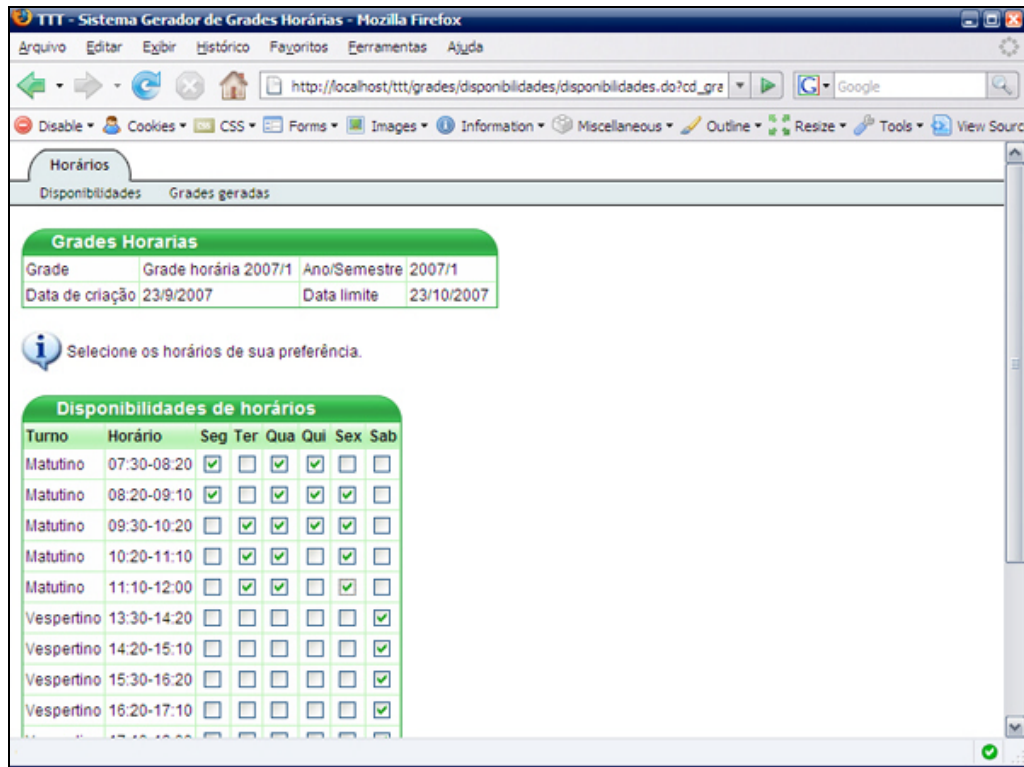 TTT - Sistema Gerador de Grades Horárias - Mozilla Firefox
Arquivo Editar Exibir Histórico Favoritos Ferramentas Ajuda
http://localhost/ttt/grades/disponibilidades/disponibilidades.do?cd_gra G Google
Disable Cookies CSS Forms Images Information Miscellaneous Outline Resize Tools View Sourc
Horários
Disponibilidades Grades geradas
Grades Horarias
Grade Grade horária 2007/1 Ano/Semestre 2007/1
Data de criação 23/9/2007 Data limite 23/10/2007
i Selecione os horários de sua preferência.
Disponibilidades de horários
Turno Horário Seg Ter Qua Qui Sex Sab
Matutino 07:30-08:20
Matutino 08:20-09:10
Matutino 09:30-10:20
Matutino 10:20-11:10
Matutino 11:10-12:00
Vespertino 13:30-14:20
Vespertino 14:20-15:10
Vespertino 15:30-16:20
Vespertino 16:20-17:10